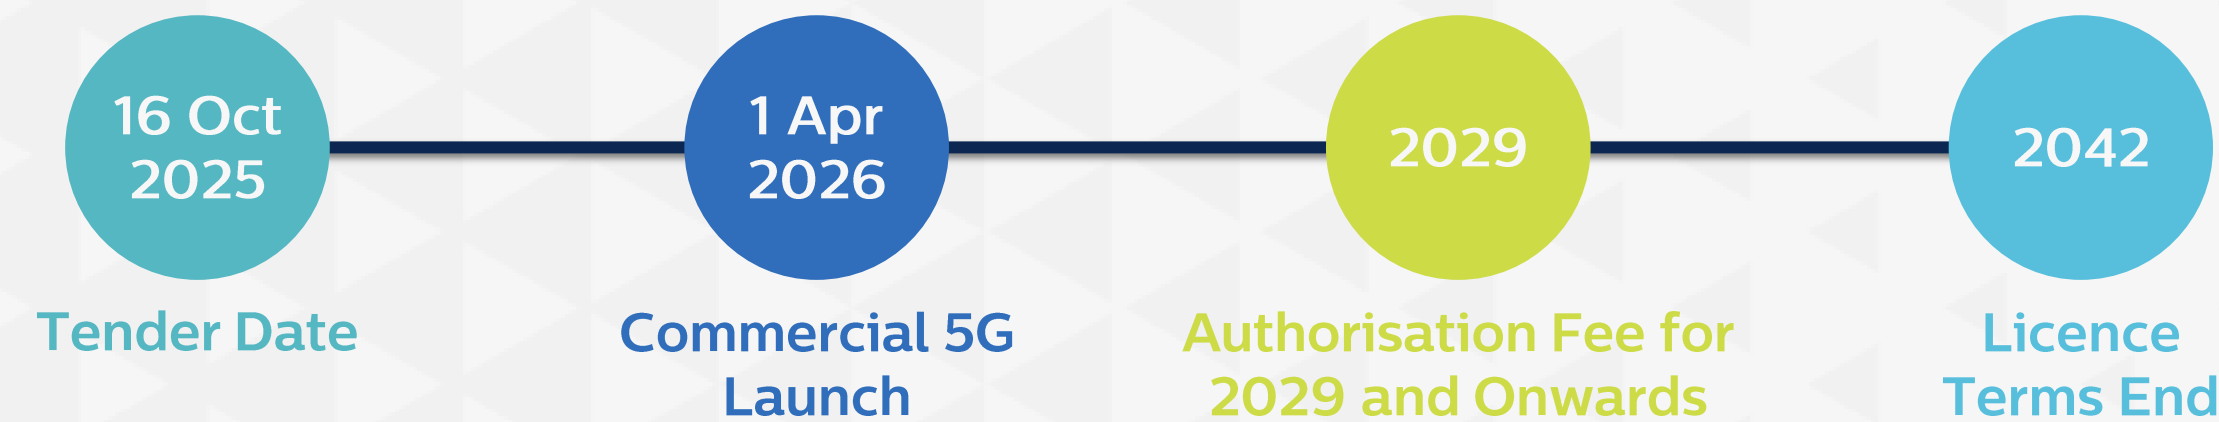 16 Oct
2025
Tender Date
1 Apr
2026
Commercial 5G
Launch
2029
Authorisation Fee for
2029 and Onwards
2042
Licence
Terms End